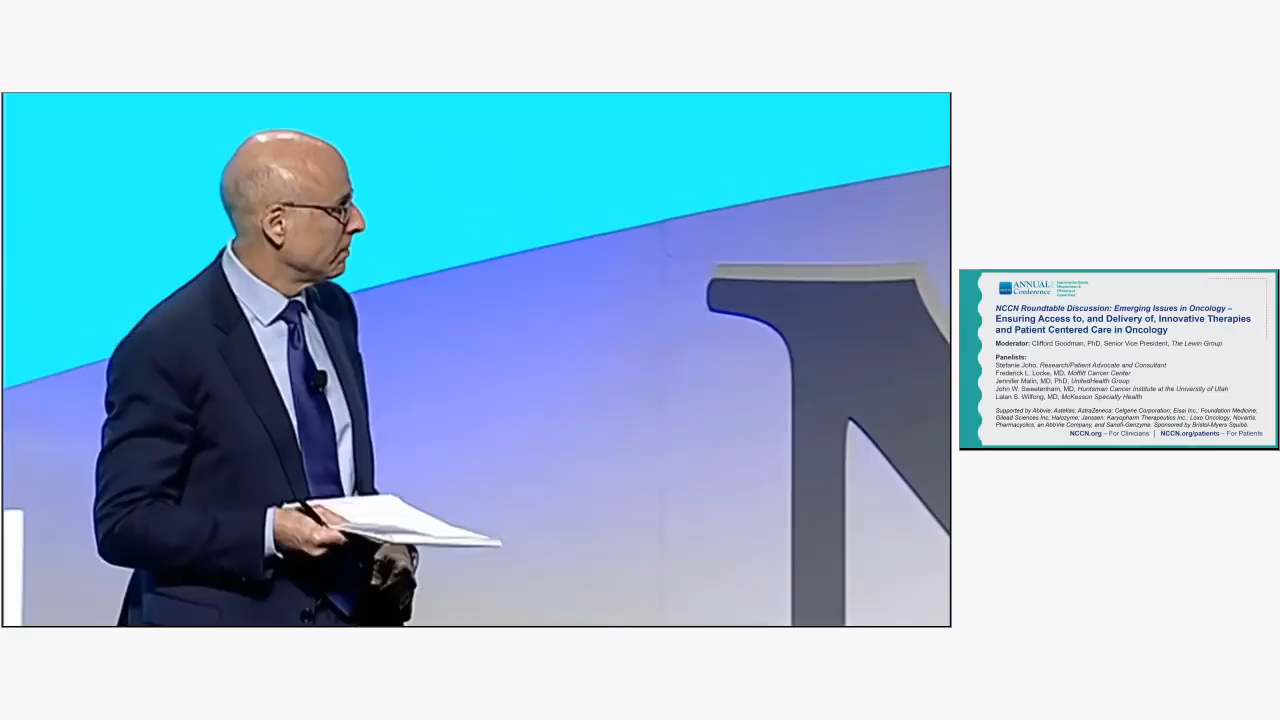 N
NCCN
ANNUAL
Conference
NCCN Roundtable Discussion: Emerging Issues in Oncology –
Ensuring Access to, and Delivery of, Innovative Therapies
and Patient Centered Care in Oncology
Moderator: Clifford Goodman, PhD, Senior Vice President, The Lewin Group
Panelists:
Stefanie Joho, Research/Patient Advocate and Consultant
Frederick L. Locke, MD, Moffitt Cancer Center
Jennifer Malin, MD, PhD, UnitedHealth Group
John W. Sweetenham, MD, Huntsman Cancer Institute at the University of Utah
Lalan S. Wilfong, MD, McKesson Specialty Health
Supported by Abbvie; Astellas; AstraZeneca; Celgene Corporation; Eisai Inc.; Foundation Medicine;
Gilead Sciences Inc; Halozyme; Janssen; Karyopharm Therapeutics Inc.; Loxo Oncology; Novartis;
Pharmacyclics, an AbbVie Company, and Sanofi-Genzyme. Sponsored by Bristol-Myers Squibb.
NCCN.org – For Clinicians | NCCN.org/patients – For Patients